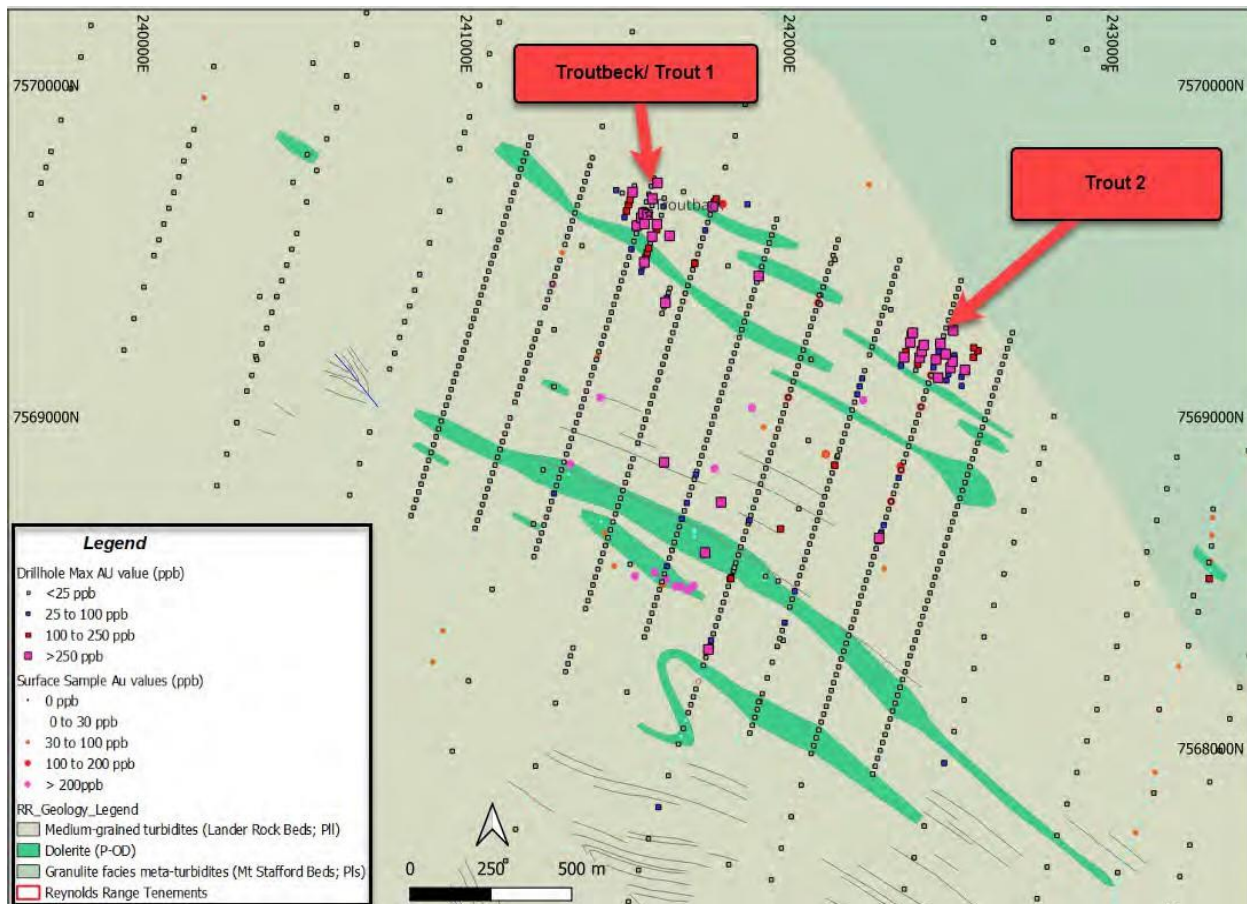 240000E
241000E
242000E
243000E
7570000N
7570000N
Troutbeck/ Trout 1
Trout 2
7569000N
7569000N
7568000N
Legend
Drillhole Max AU value (ppb)
<25 ppb
25 to 100 ppb
100 to 250 ppb
>250 ppb
Surface Sample Au values (ppb)
0 ppb
0 to 30 ppb
30 to 100 ppb
100 to 200 ppb
> 200ppb
RR_Geology_Legend
Medium-grained turbidites (Lander Rock Beds; Pll)
Dolerite (P-OD)
Granulite facies meta-turbidites (Mt Stafford Beds; Pls)
Reynolds Range Tenements
0 250 500 m